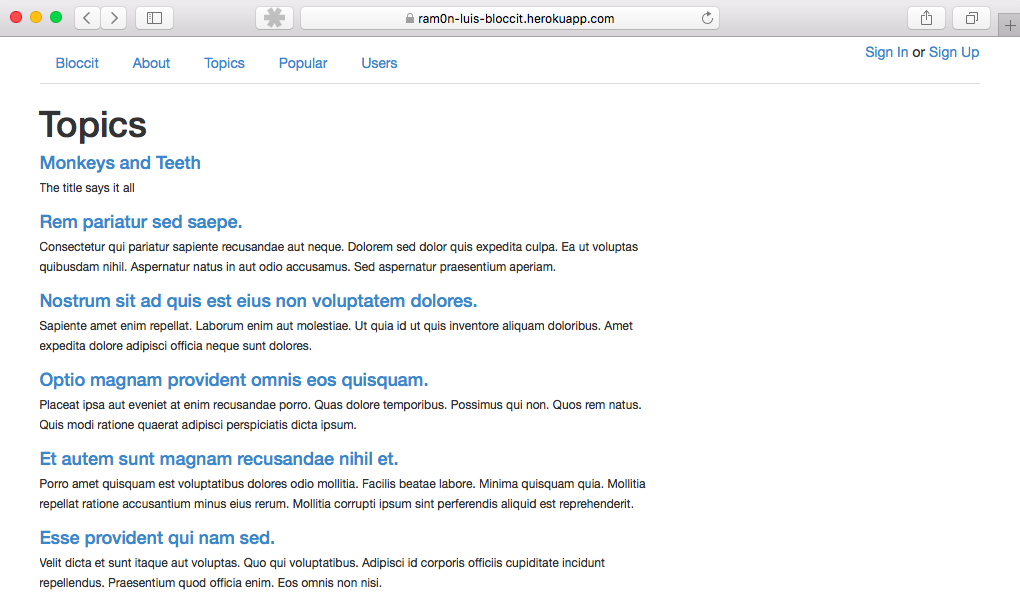 ram0n-luis-bloccit.herokuapp.com
Bloccit About Topics Popular Users Sign In or Sign Up
Topics
Monkeys and Teeth
The title says it all
Rem pariatur sed saepe.
Consectetur qui pariatur sapiente recusandae aut neque. Dolorem sed dolor quis expedita culpa. Ea ut voluptas
quibusdam nihil. Aspernatur natus in aut odio accusamus. Sed aspernatur praesentium aperiam.
Nostrum sit ad quis est eius non voluptatem dolores.
Sapiente amet enim repellat. Laborum enim aut molestiae. Ut quia id ut quis inventore aliquam doloribus. Amet
expedita dolore adipisci officia neque sunt dolores.
Optio magnam provident omnis eos quisquam.
Placeat ipsa aut eveniet at enim recusandae porro. Quas dolore temporibus. Possimus qui non. Quos rem natus.
Quis modi ratione quaerat adipisci perspiciatis dicta ipsum.
Et autem sunt magnam recusandae nihil et.
Porro amet quisquam est voluptatibus dolores odio mollitia. Facilis beatae labore. Minima quisquam quia. Mollitia
repellat ratione accusantium minus eius rerum. Mollitia corrupti ipsum sint perferendis aliquid est reprehenderit.
Esse provident qui nam sed.
Velit dicta et sunt itaque aut voluptas. Quo qui voluptatibus. Adipisci id corporis officiis cupiditate incidunt
repellendus. Praesentium quod officia enim. Eos omnis non nisi.